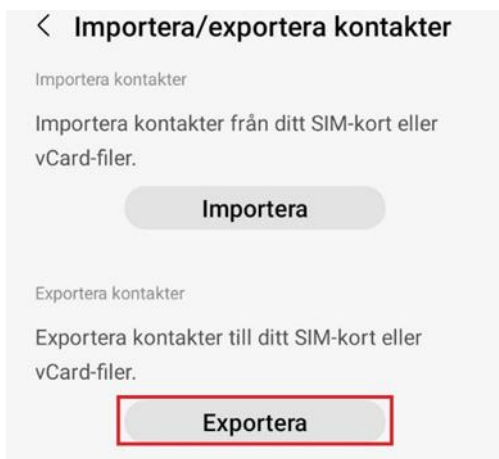 Importera/exportera kontakter
Importera kontakter
Importera kontakter från ditt SIM-kort eller
vCard-filer.
Importera
Exportera kontakter
Exportera kontakter till ditt SIM-kort eller
vCard-filer.
Exportera